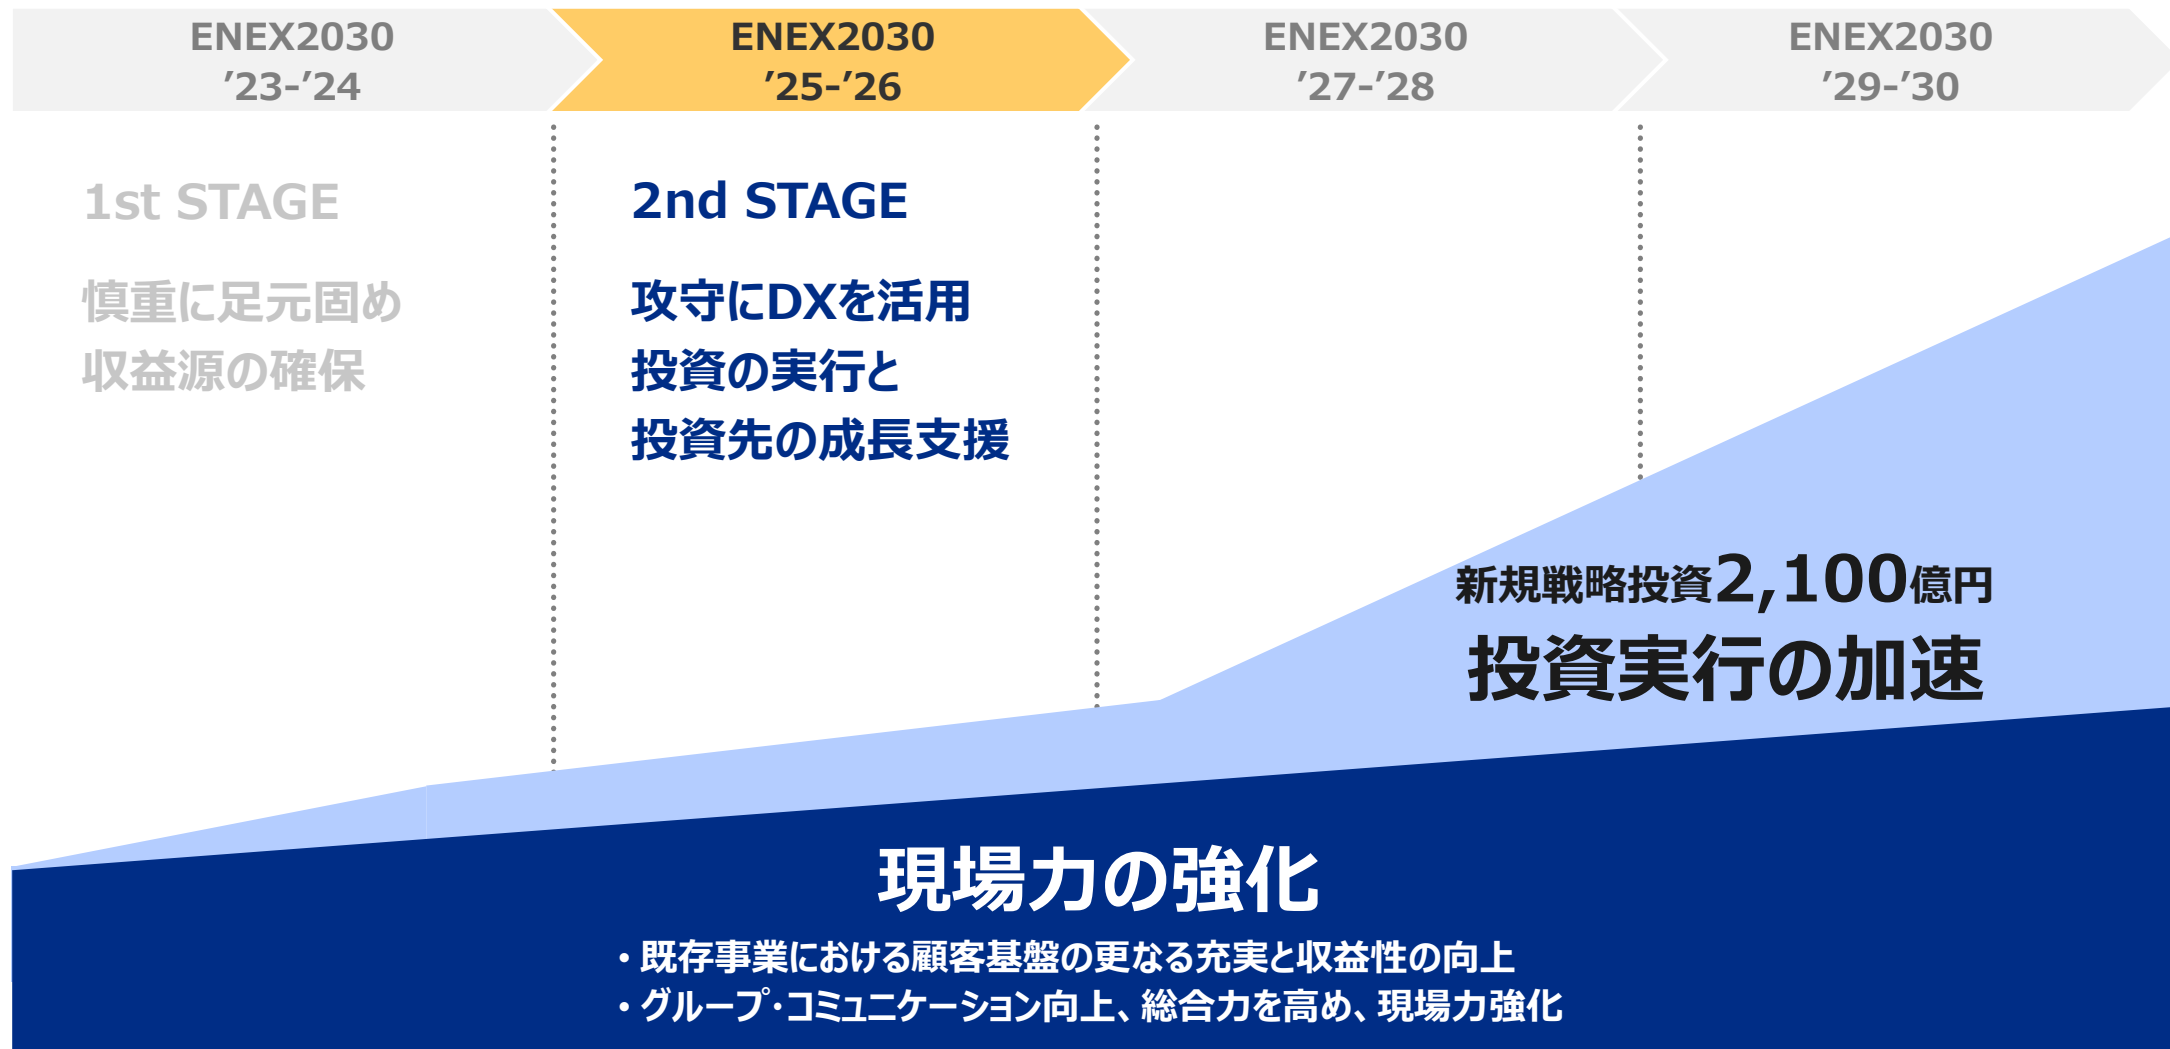 ENEX2030
’23-’24
ENEX2030
’25-’26
ENEX2030
’27-’28
ENEX2030
’29-’30
1st STAGE
慎重に足元固め
収益源の確保
2nd STAGE
攻守にDXを活用
投資の実行と
投資先の成長支援
新規戦略投資2,100億円
投資実行の加速
現場力の強化
・既存事業における顧客基盤の更なる充実と収益性の向上
・グループ・コミュニケーション向上、総合力を高め、現場力強化